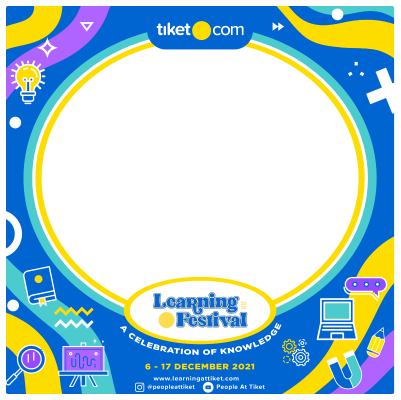 tiket.com
Learning
Festival
A CELEBRATION OF KNOWLEDGE
6 - 17 DECEMBER 2021
www.learningattiket.com
@peopleattiket People At Tiket